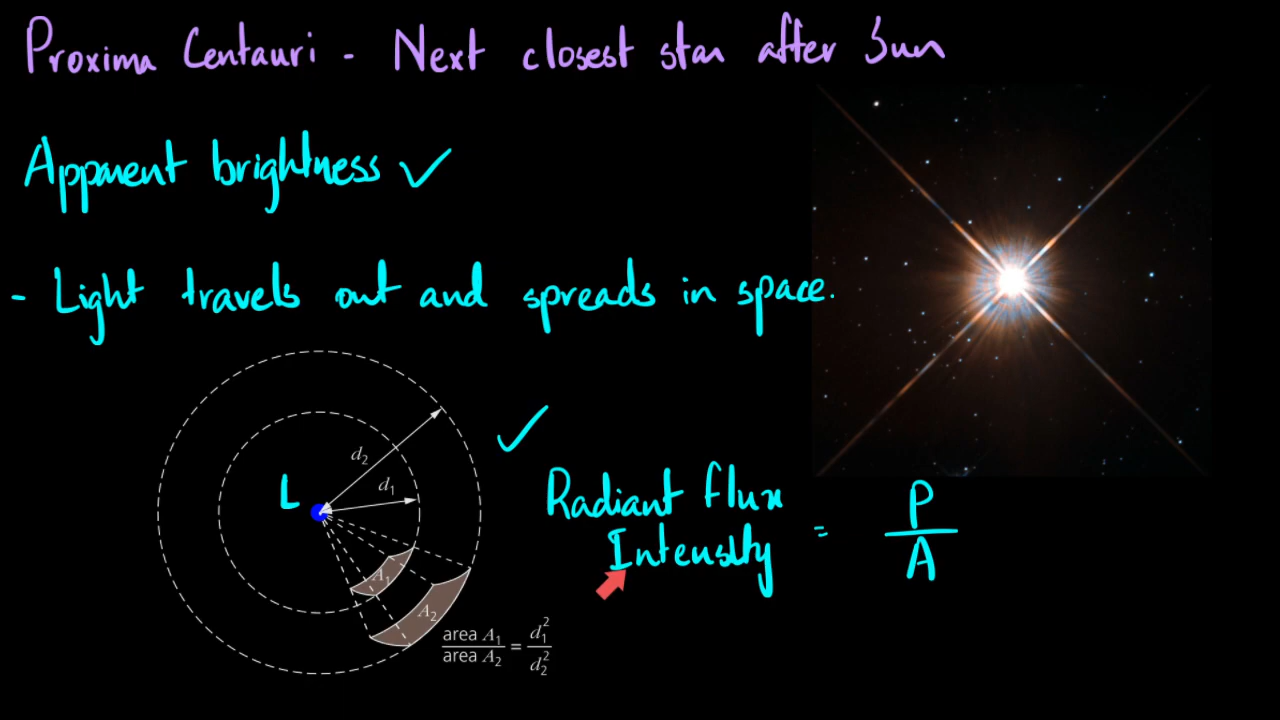 Proxima Centauri - Next closest star after Sun
Apparent brightness ✓
- Light travels out and spreads in space.
d₂
d₁
L
✓
Radiant flux
Intensity = P/A
A₁
A₂
area A₁ / area A₂ = d₁² / d₂²